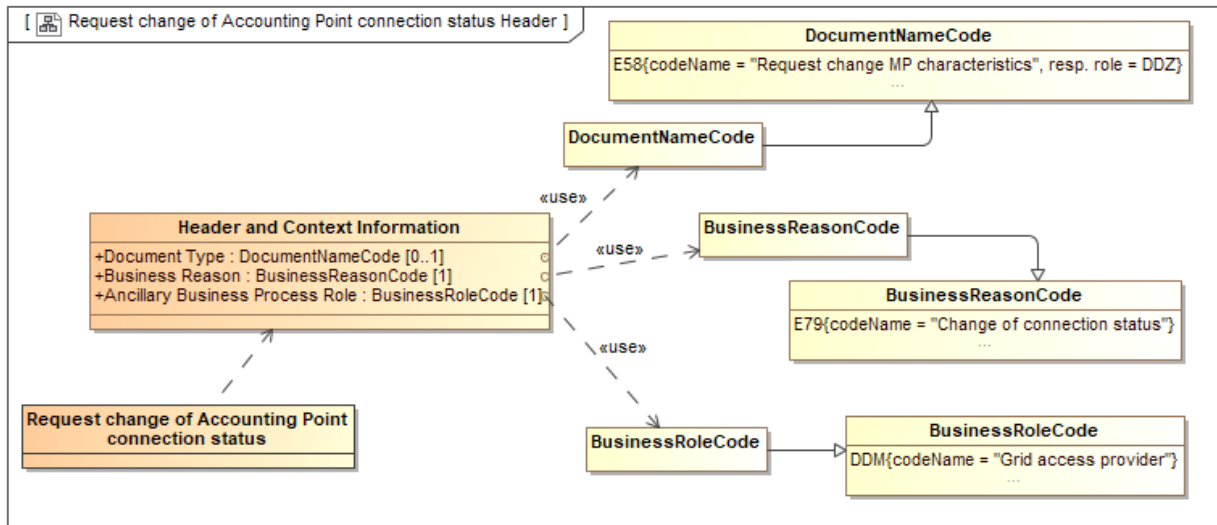 [ Request change of Accounting Point connection status Header ]
DocumentNameCode
E58{codeName = "Request change MP characteristics", resp. role = DDZ}
...
DocumentNameCode
«use»
Header and Context Information
+Document Type : DocumentNameCode [0..1]
+Business Reason : BusinessReasonCode [1]
+Ancillary Business Process Role : BusinessRoleCode [1]
BusinessReasonCode
«use»
BusinessReasonCode
E79{codeName = "Change of connection status"}
...
«use»
Request change of Accounting Point
connection status
BusinessRoleCode
BusinessRoleCode
DDM{codeName = "Grid access provider"}
...